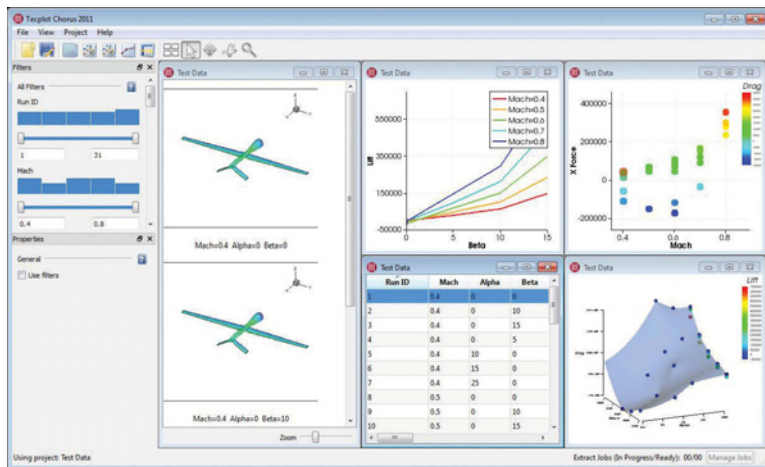 Tecplot Chorus 2011
File View Project Help
Filters
All Filters
Run ID
1 31
Mach
0.4 0.8
Properties
General
Use filters
Test Data
Mach=0.4 Alpha=0 Beta=0
Mach=0.4 Alpha=0 Beta=10
Zoom
Test Data
Lift
550000
350000
150000
-50000
0 5 10 15
Beta
Mach=0.4
Mach=0.5
Mach=0.6
Mach=0.7
Mach=0.8
Test Data
Drag
X Force
400000
200000
0
-200000
0.4 0.5 0.6 0.7 0.8
Mach
Test Data
Run ID Mach Alpha Beta
1 0.4 0 0
2 0.4 0 10
3 0.4 0 15
4 0.4 0 5
5 0.4 10 0
6 0.4 15 0
7 0.4 25 0
8 0.5 0 0
9 0.5 0 10
10 0.5 0 15
Test Data
Lift
Drag
Mach
Alpha
Using project: Test Data
Extract Jobs (In Progress/Ready): 00/00 Manage Jobs